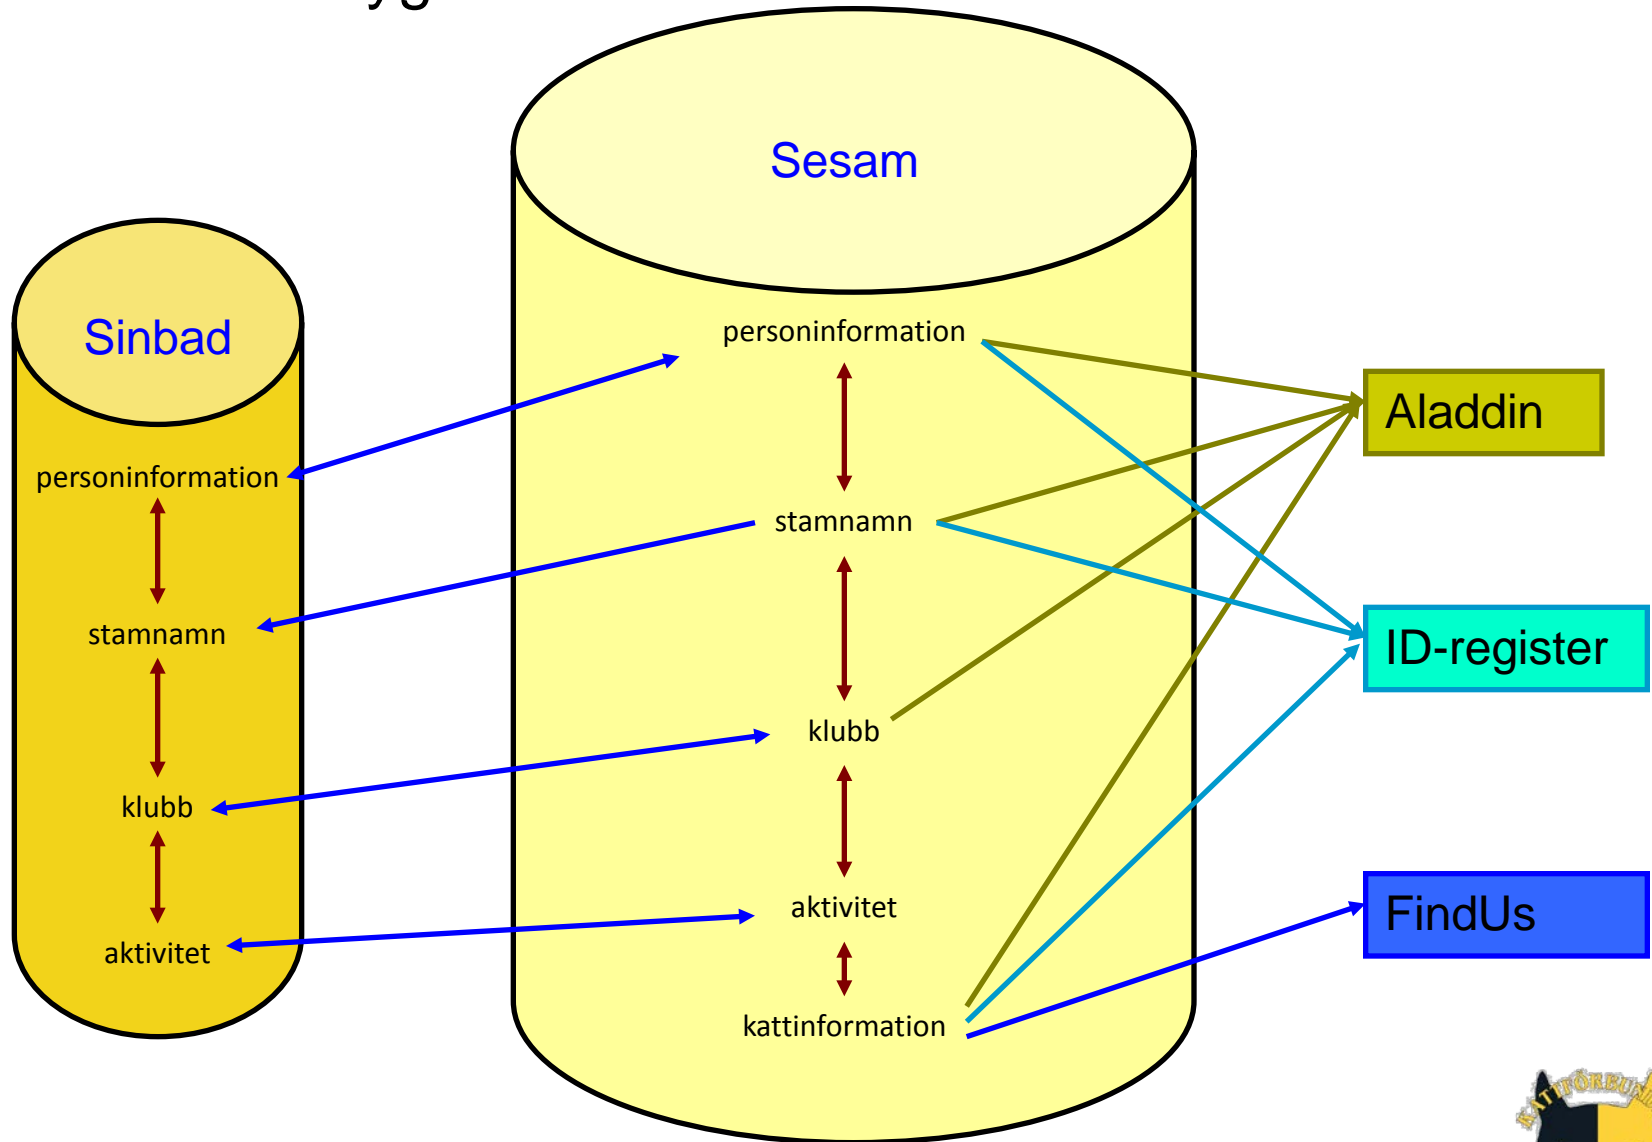 Sesam
Sinbad
personinformation
stamnamn
klubb
aktivitet
personinformation
stamnamn
klubb
aktivitet
kattinformation
Aladdin
ID-register
FindUs